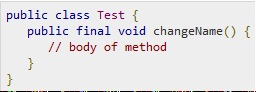 public class Test {
public final void changeName() {
// body of method
}
}